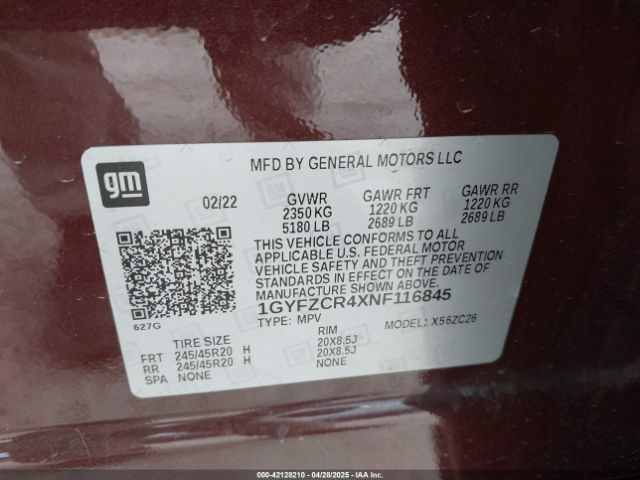 gm
MFD BY GENERAL MOTORS LLC
02/22
GVWR GAWR FRT GAWR RR
2350 KG 1220 KG 1220 KG
5180 LB 2689 LB 2689 LB
THIS VEHICLE CONFORMS TO ALL
APPLICABLE U.S. FEDERAL MOTOR
VEHICLE SAFETY AND THEFT PREVENTION
STANDARDS IN EFFECT ON THE DATE OF
MANUFACTURE SHOWN ABOVE.
1GYFZCR4XNF116845
627G
TYPE: MPV MODEL: X56ZC26
TIRE SIZE RIM
FRT 245/45R20 H 20X8.5J
RR 245/45R20 H 20X8.5J
SPA NONE NONE
000-42128210 - 04/28/2025 - IAAI.COM